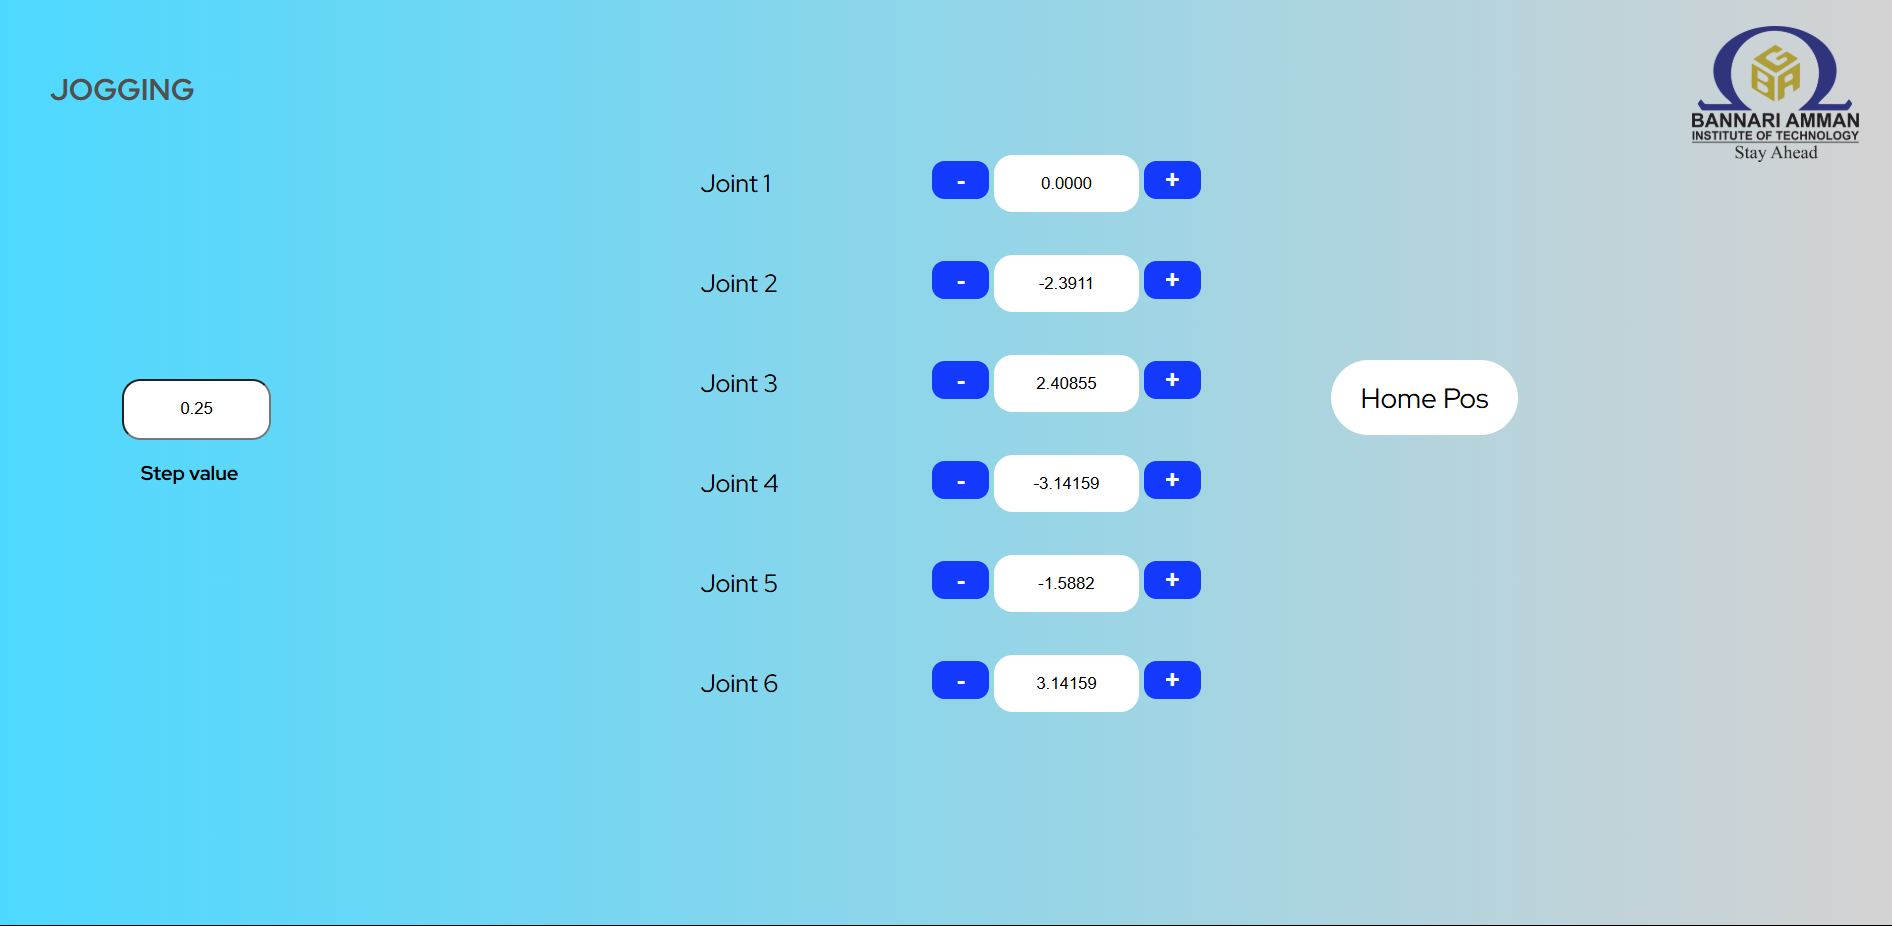 JOGGING
G
B A
BANNARI AMMAN
INSTITUTE OF TECHNOLOGY
Stay Ahead
Joint 1 - 0.0000 +
Joint 2 - -2.3911 +
Joint 3 - 2.40855 +
Home Pos
0.25
Step value
Joint 4 - -3.14159 +
Joint 5 - -1.5882 +
Joint 6 - 3.14159 +